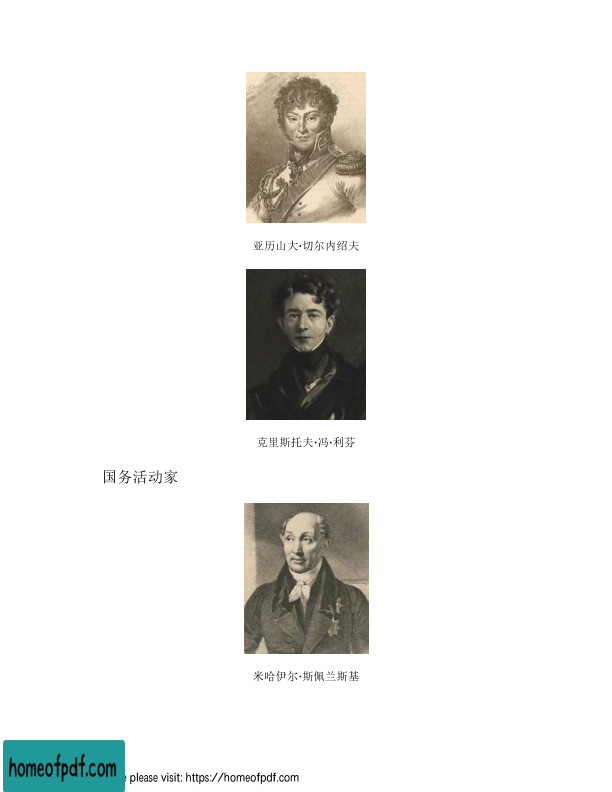 亚历山大·切尔内绍夫
克里斯托夫·冯·利芬
国务活动家
米哈伊尔·斯佩兰斯基
homeofpdf.com
e please visit: https://homeofpdf.com